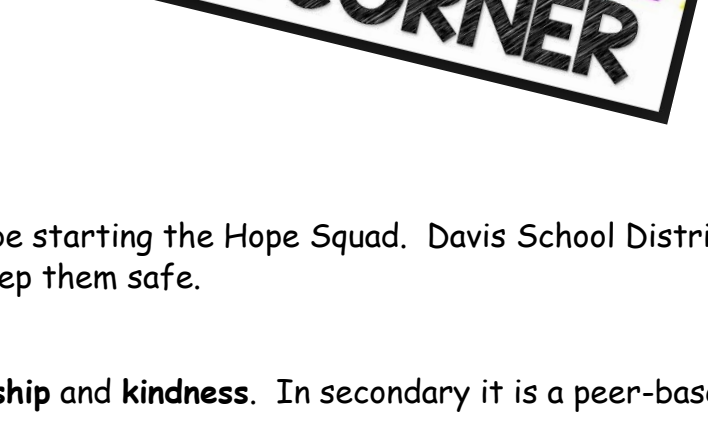 CORNER
be starting the Hope Squad. Davis School Distri
ep them safe.
ship and kindness. In secondary it is a peer-bas